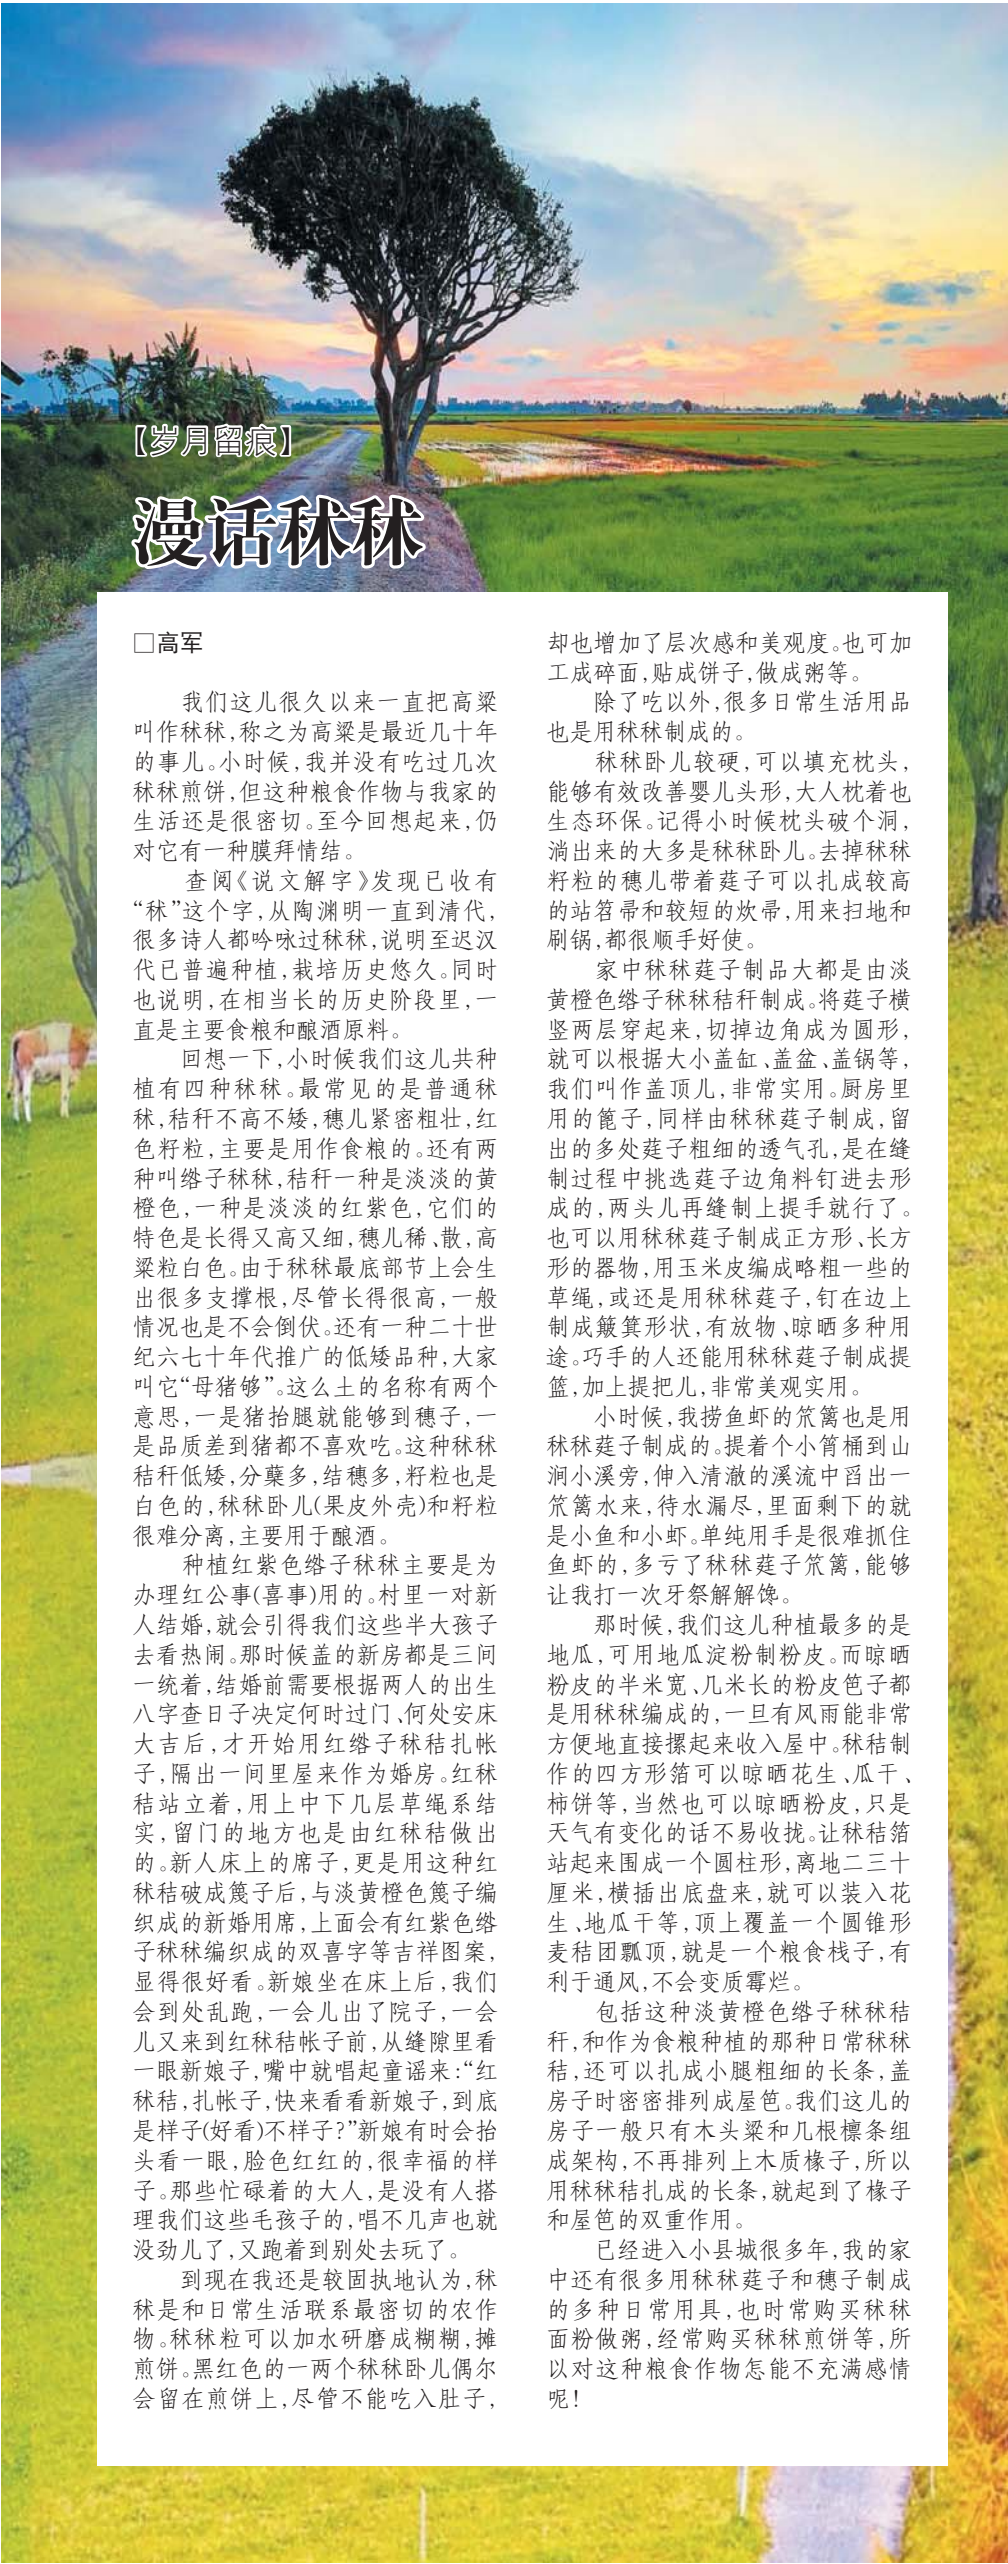 【岁月留痕】
漫话秫秫
□高军
我们这儿很久以来一直把高粱
叫作秫秫,称之为高粱是最近几十年
的事儿。小时候,我并没有吃过几次
秫秫煎饼,但这种粮食作物与我家的
生活还是很密切。至今回想起来,仍
对它有一种膜拜情结。
查阅《说文解字》发现已收有
“秫”这个字,从陶渊明一直到清代,
很多诗人都吟咏过秫秫,说明至迟汉
代已普遍种植,栽培历史悠久。同时
也说明,在相当长的历史阶段里,一
直是主要食粮和酿酒原料。
回想一下,小时候我们这儿共种
植有四种秫秫。最常见的是普通秫
秫,秸秆不高不矮,穗儿紧密粗壮,红
色籽粒,主要是用作食粮的。还有两
种叫绺子秫秫,秸秆一种是淡淡的黄
橙色,一种是淡淡的红紫色,它们的
特色是长得又高又细,穗儿稀、散,高
粱粒白色。由于秫秫最底部节上会生
出很多支撑根,尽管长得很高,一般
情况也是不会倒伏。还有一种二十世
纪六七十年代推广的低矮品种,大家
叫它“母猪够”。这么土的名称有两个
意思,一是猪抬腿就能够到穗子,一
是品质差到猪都不喜欢吃。这种秫秫
秸秆低矮,分蘖多,结穗多,籽粒也是
白色的,秫秫卧儿(果皮外壳)和籽粒
很难分离,主要用于酿酒。
种植红紫色绺子秫秫主要是为
办理红公事(喜事)用的。村里一对新
人结婚,就会引得我们这些半大孩子
去看热闹。那时候盖的新房都是三间
一统着,结婚前需要根据两人的出生
八字查日子决定何时过门、何处安床
大吉后,才开始用红绺子秫秸扎帐
子,隔出一间里屋来作为婚房。红秫
秸站立着,用上中下几层草绳系结
实,留门的地方也是由红秫秸做出
的。新人床上的席子,更是用这种红
秫秸破成篾子后,与淡黄橙色篾子编
织成的新婚用席,上面会有红紫色绺
子秫秫编织成的双喜字等吉祥图案,
显得很好看。新娘坐在床上后,我们
会到处乱跑,一会儿出了院子,一会
儿又来到红秫秸帐子前,从缝隙里看
一眼新娘子,嘴中就唱起童谣来:“红
秫秸,扎帐子,快来看看新娘子,到底
是样子(好看)不样子?”新娘有时会抬
头看一眼,脸色红红的,很幸福的样
子。那些忙碌着的大人,是没有人搭
理我们这些毛孩子的,唱不几声也就
没劲儿了,又跑着到别处去玩了。
到现在我还是较固执地认为,秫
秫是和日常生活联系最密切的农作
物。秫秫粒可以加水研磨成糊糊,摊
煎饼。黑红色的一两个秫秫卧儿偶尔
会留在煎饼上,尽管不能吃入肚子,
却也增加了层次感和美观度。也可加
工成碎面,贴成饼子,做成粥等。
除了吃以外,很多日常生活用品
也是用秫秫制成的。
秫秫卧儿较硬,可以填充枕头,
能够有效改善婴儿头形,大人枕着也
生态环保。记得小时候枕头破个洞,
淌出来的大多是秫秫卧儿。去掉秫秫
籽粒的穗儿带着莛子可以扎成较高
的站笤帚和较短的炊帚,用来扫地和
刷锅,都很顺手好使。
家中秫秫莛子制品大都是由淡
黄橙色绺子秫秫秸秆制成。将莛子横
竖两层穿起来,切掉边角成为圆形,
就可以根据大小盖缸、盖盆、盖锅等,
我们叫作盖顶儿,非常实用。厨房里
用的篦子,同样由秫秫莛子制成,留
出的多处莛子粗细的透气孔,是在缝
制过程中挑选莛子边角料钉进去形
成的,两头儿再缝制上提手就行了。
也可以用秫秫莛子制成正方形、长方
形的器物,用玉米皮编成略粗一些的
草绳,或还是用秫秫莛子,钉在边上
制成簸箕形状,有放物、晾晒多种用
途。巧手的人还能用秫秫莛子制成提
篮,加上提把儿,非常美观实用。
小时候,我捞鱼虾的笊篱也是用
秫秫莛子制成的。提着个小筲桶到山
涧小溪旁,伸入清澈的溪流中舀出一
笊篱水来,待水漏尽,里面剩下的就
是小鱼和小虾。单纯用手是很难抓住
鱼虾的,多亏了秫秫莛子笊篱,能够
让我打一次牙祭解解馋。
那时候,我们这儿种植最多的是
地瓜,可用地瓜淀粉制粉皮。而晾晒
粉皮的半米宽、几米长的粉皮笆子都
是用秫秫编成的,一旦有风雨能非常
方便地直接摞起来收入屋中。秫秸制
作的四方形箔可以晾晒花生、瓜干、
柿饼等,当然也可以晾晒粉皮,只是
天气有变化的话不易收拢。让秫秸箔
站起来围成一个圆柱形,离地二三十
厘米,横插出底盘来,就可以装入花
生、地瓜干等,顶上覆盖一个圆锥形
麦秸团瓢顶,就是一个粮食栈子,有
利于通风,不会变质霉烂。
包括这种淡黄橙色绺子秫秫秸
秆,和作为食粮种植的那种日常秫秫
秸,还可以扎成小腿粗细的长条,盖
房子时密密排列成屋笆。我们这儿的
房子一般只有木头梁和几根檩条组
成架构,不再排列上木质椽子,所以
用秫秫秸扎成的长条,就起到了椽子
和屋笆的双重作用。
已经进入小县城很多年,我的家
中还有很多用秫秫莛子和穗子制成
的多种日常用具,也时常购买秫秫
面粉做粥,经常购买秫秫煎饼等,所
以对这种粮食作物怎能不充满感情
呢!